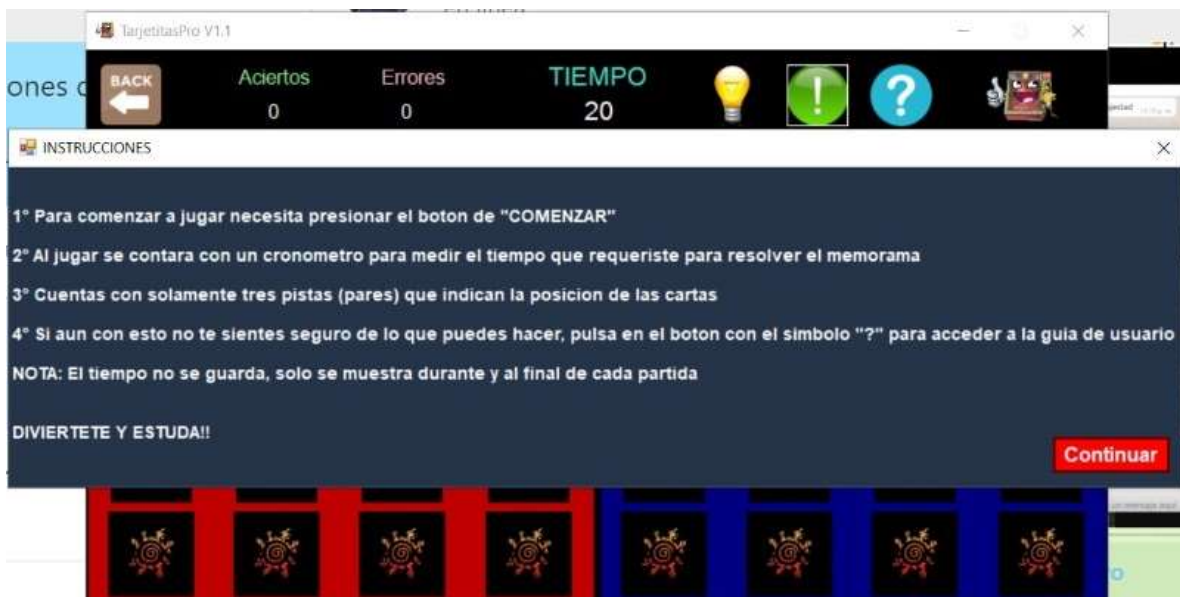 en línea
TarjetitasPro V1.1
ones d
BACK
Aciertos
Errores
TIEMPO
0
0
20
!
?
INSTRUCCIONES
1° Para comenzar a jugar necesita presionar el boton de "COMENZAR"
2° Al jugar se contara con un cronometro para medir el tiempo que requeriste para resolver el memorama
3° Cuentas con solamente tres pistas (pares) que indican la posicion de las cartas
4° Si aun con esto no te sientes seguro de lo que puedes hacer, pulsa en el boton con el simbolo "?" para acceder a la guia de usuario
NOTA: El tiempo no se guarda, solo se muestra durante y al final de cada partida
DIVIERTETE Y ESTUDA!!
Continuar
un mensaje aquí